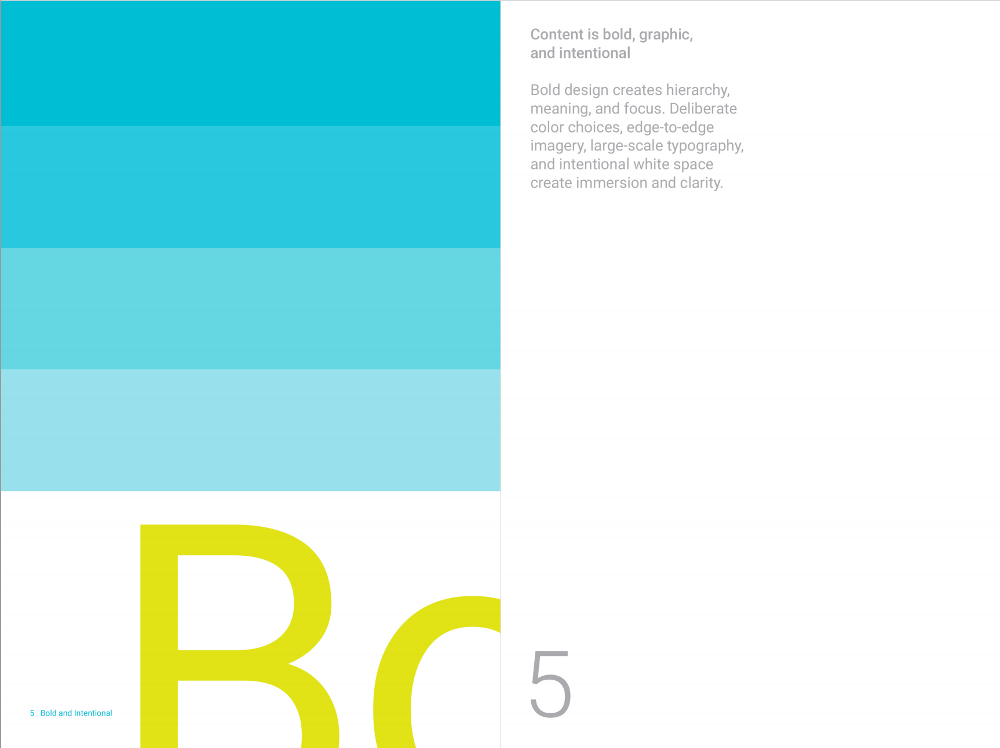 Bo
5 Bold and Intentional
Content is bold, graphic,
and intentional
Bold design creates hierarchy,
meaning, and focus. Deliberate
color choices, edge-to-edge
imagery, large-scale typography,
and intentional white space
create immersion and clarity.
5